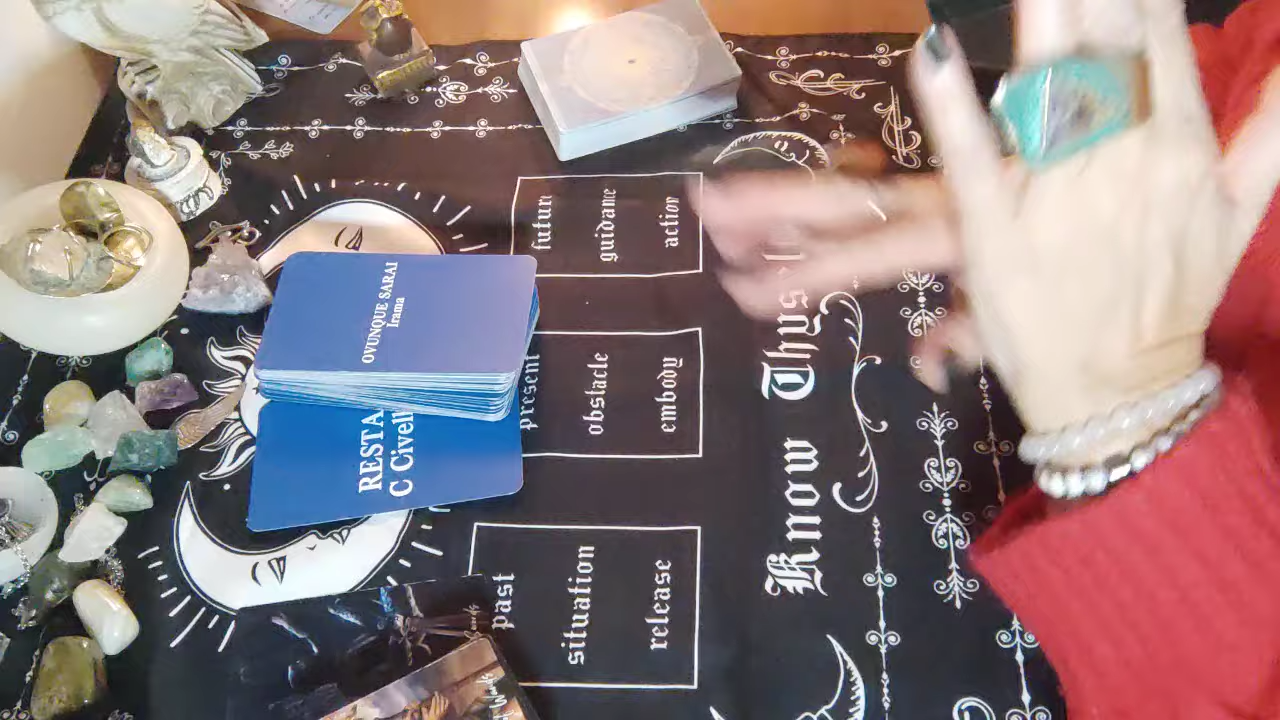 OVUNQUE SARAI
Irama
RESTA
C Civell
future
guidance
action
present
obstacle
embody
past
situation
release
Know Thys